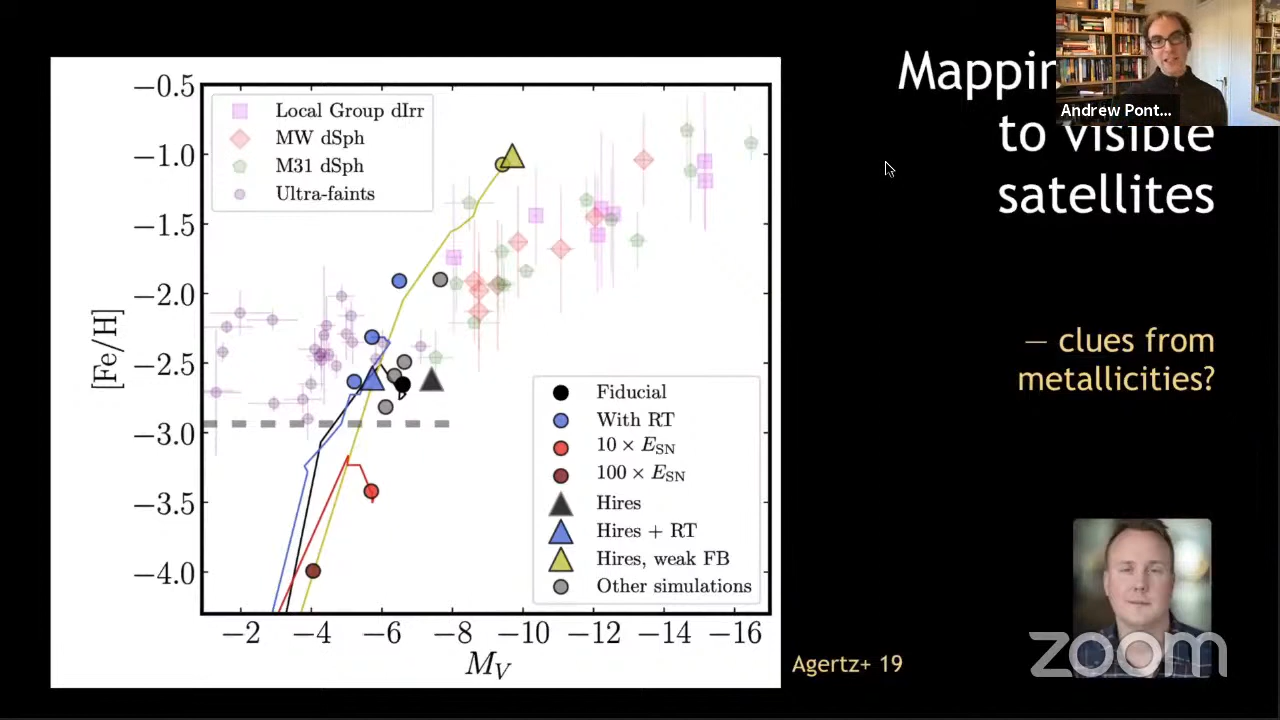 Mappin
to visible
satellites
Andrew Pont...
— clues from
metallicities?
−0.5
−1.0
−1.5
−2.0
−2.5
−3.0
−3.5
−4.0
[Fe/H]
Local Group dIrr
MW dSph
M31 dSph
Ultra-faints
Fiducial
With RT
10 × E_SN
100 × E_SN
Hires
Hires + RT
Hires, weak FB
Other simulations
−2 −4 −6 −8 −10 −12 −14 −16
M_V
Agertz+ 19
zoom